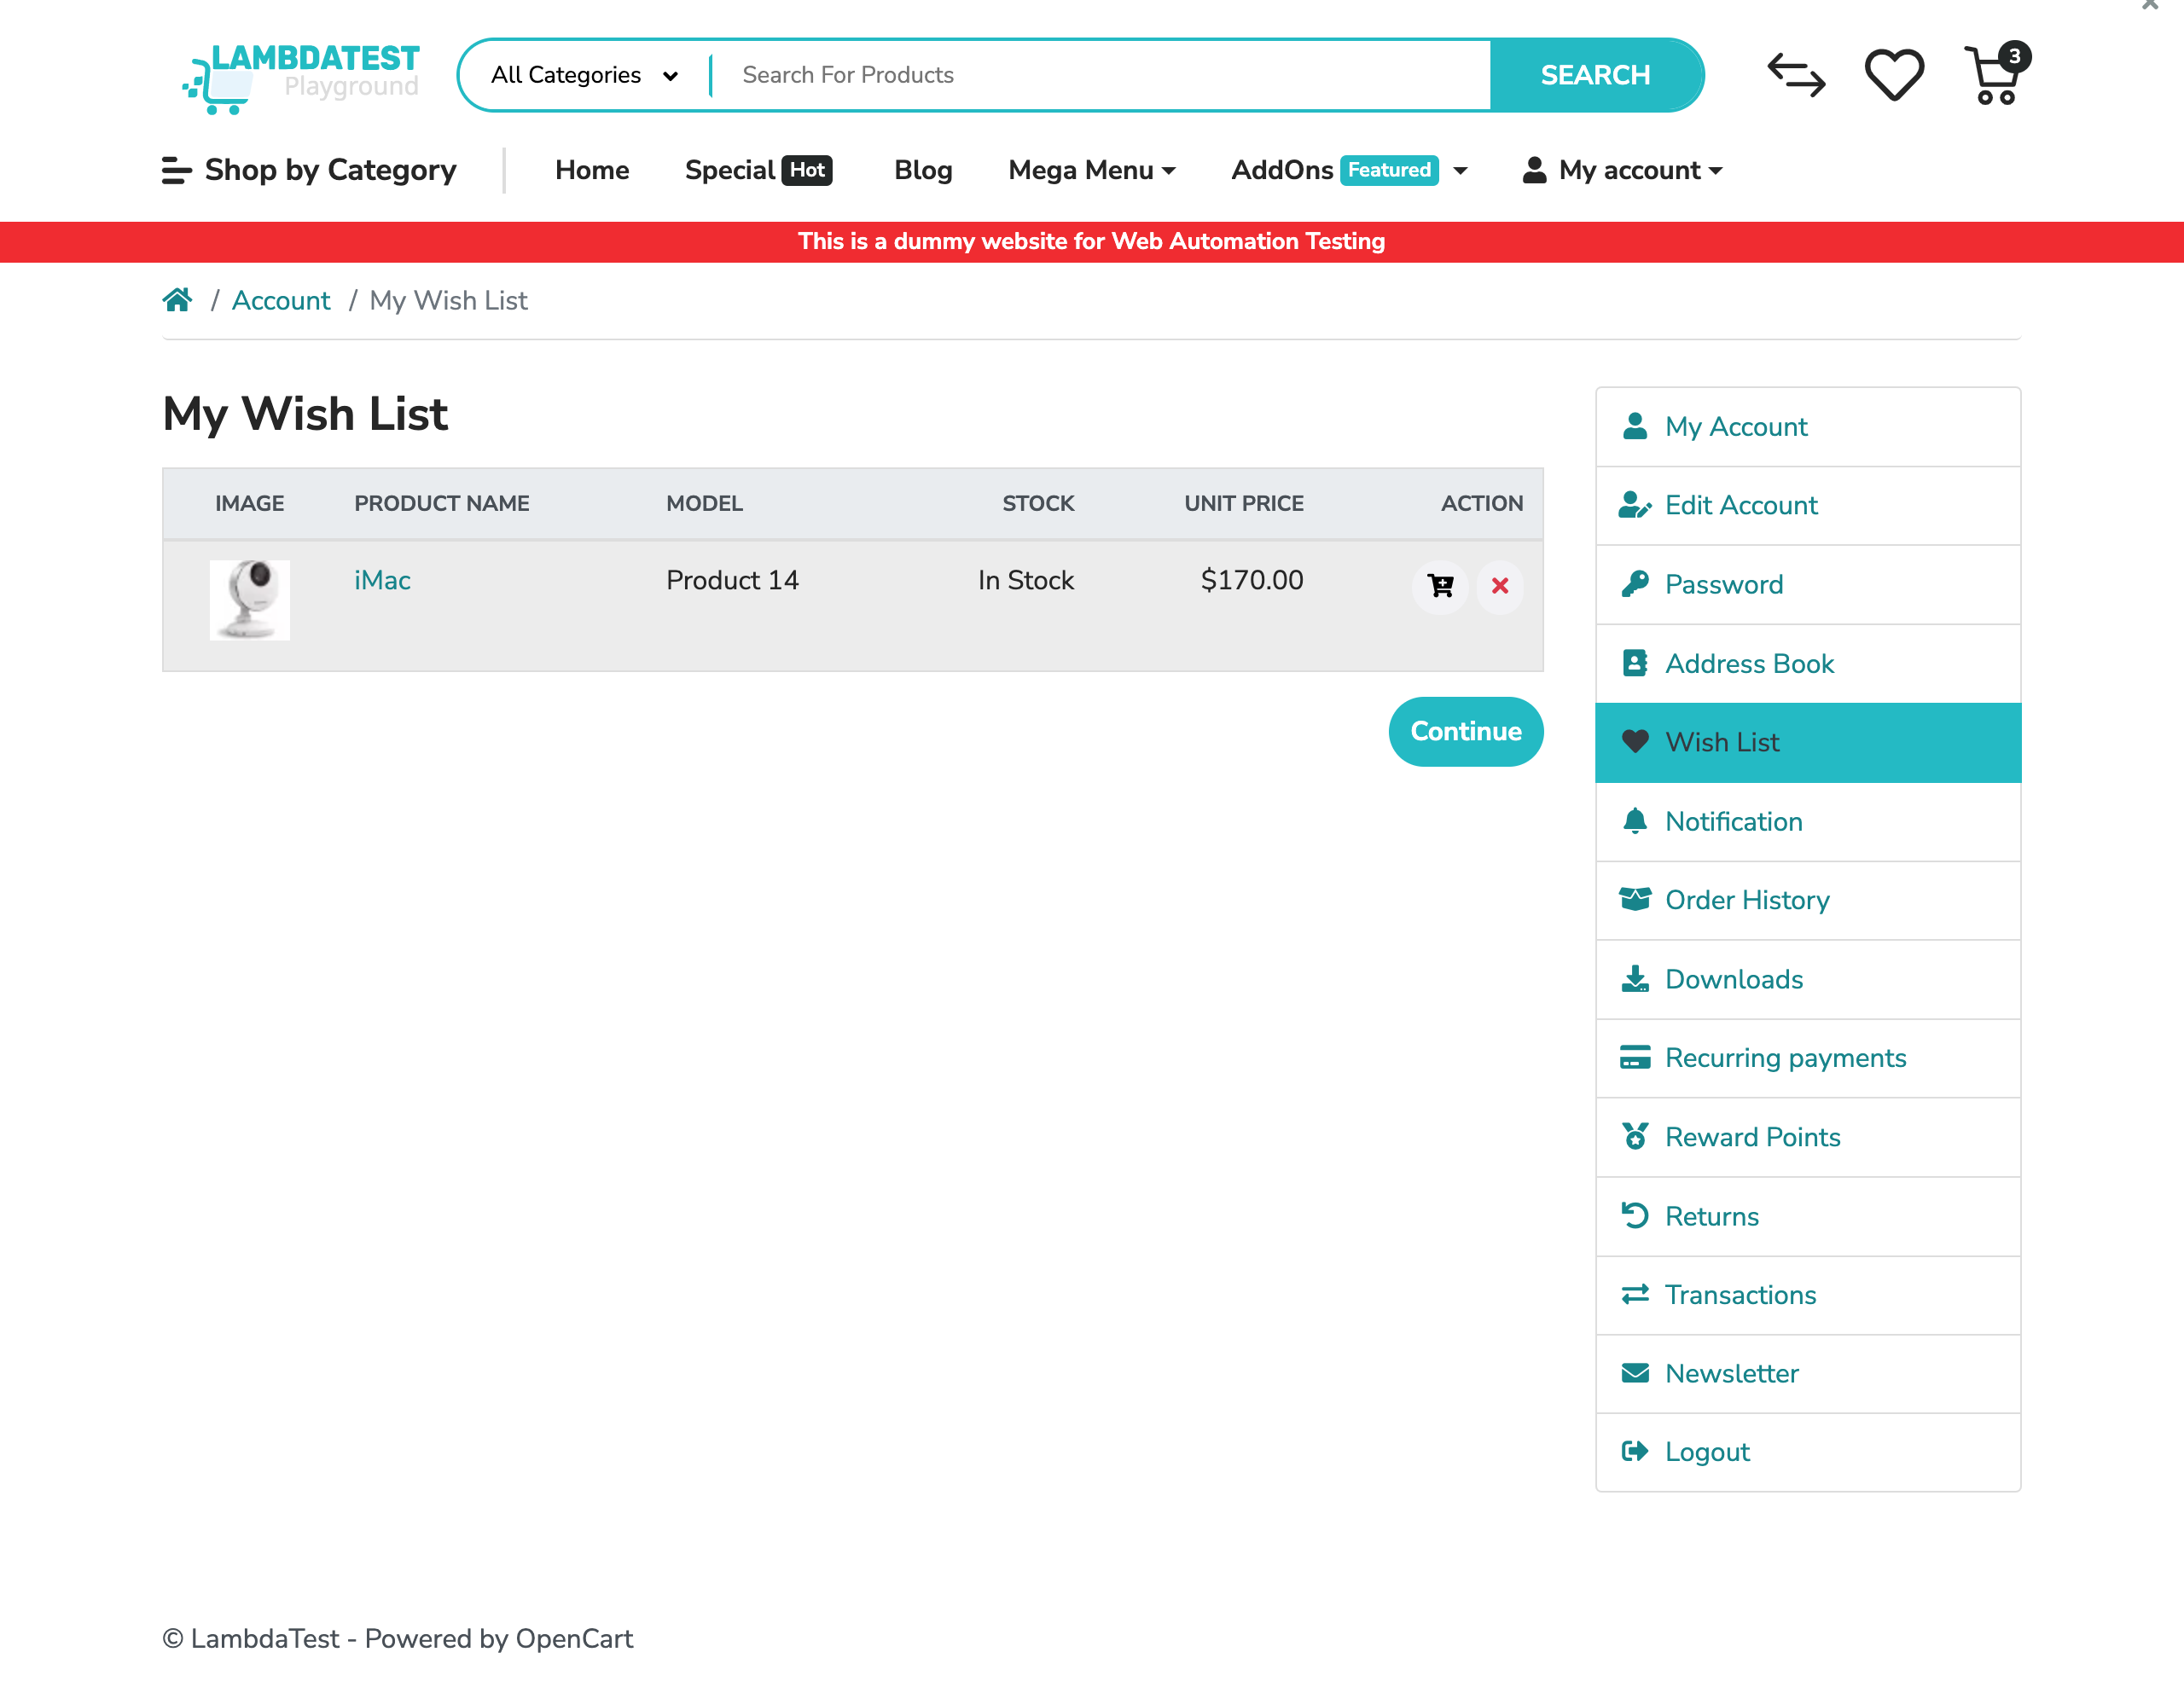 LAMBDATEST
Playground
All Categories
Search For Products
SEARCH
3
Shop by Category
Home
Special Hot
Blog
Mega Menu
AddOns Featured
My account
This is a dummy website for Web Automation Testing
/ Account / My Wish List
My Wish List
IMAGE PRODUCT NAME MODEL STOCK UNIT PRICE ACTION
iMac Product 14 In Stock $170.00
Continue
My Account
Edit Account
Password
Address Book
Wish List
Notification
Order History
Downloads
Recurring payments
Reward Points
Returns
Transactions
Newsletter
Logout
© LambdaTest - Powered by OpenCart